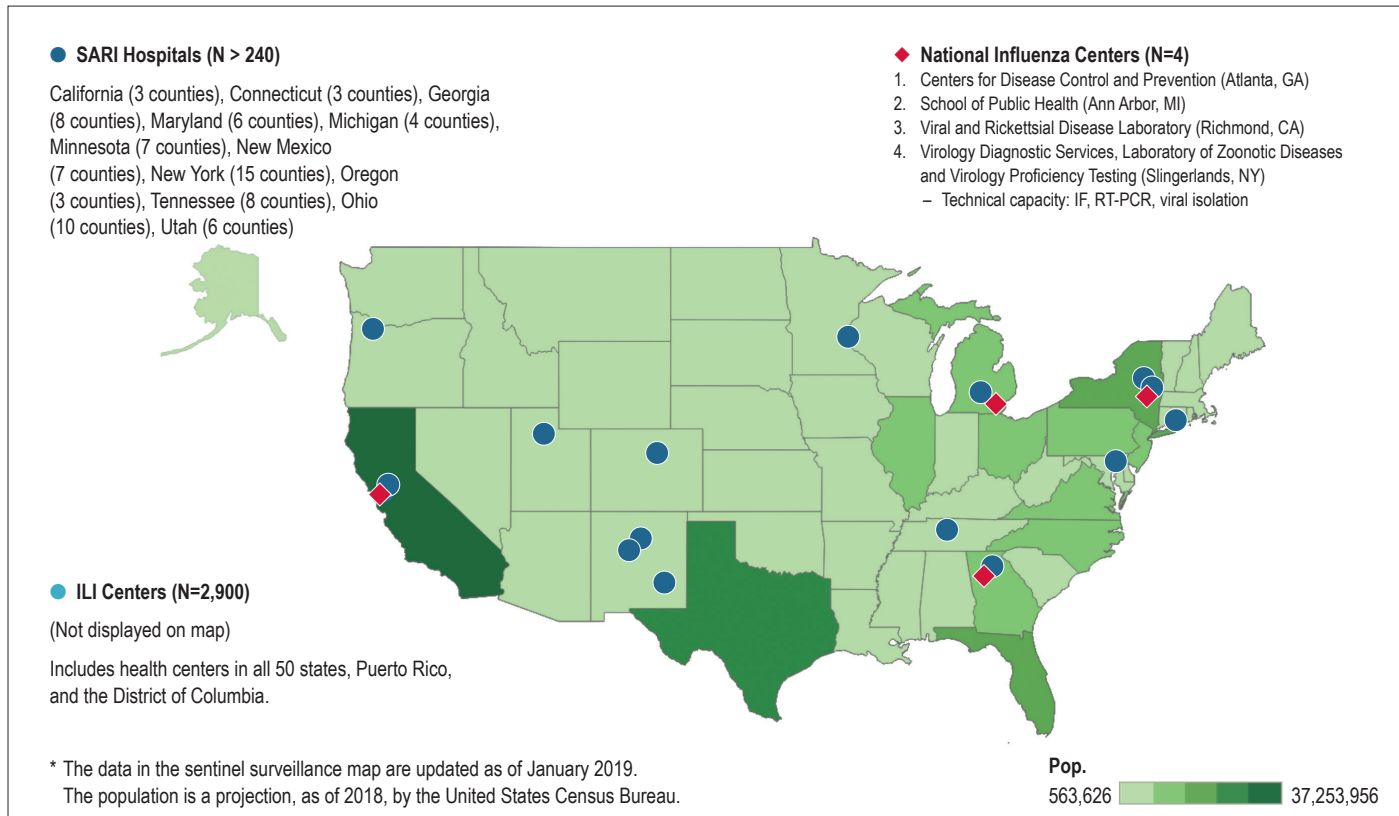 SARI Hospitals (N > 240)
California (3 counties), Connecticut (3 counties), Georgia
(8 counties), Maryland (6 counties), Michigan (4 counties),
Minnesota (7 counties), New Mexico
(7 counties), New York (15 counties), Oregon
(3 counties), Tennessee (8 counties), Ohio
(10 counties), Utah (6 counties)
National Influenza Centers (N=4)
1. Centers for Disease Control and Prevention (Atlanta, GA)
2. School of Public Health (Ann Arbor, MI)
3. Viral and Rickettsial Disease Laboratory (Richmond, CA)
4. Virology Diagnostic Services, Laboratory of Zoonotic Diseases
and Virology Proficiency Testing (Slingerlands, NY)
– Technical capacity: IF, RT-PCR, viral isolation
ILI Centers (N=2,900)
(Not displayed on map)
Includes health centers in all 50 states, Puerto Rico,
and the District of Columbia.
* The data in the sentinel surveillance map are updated as of January 2019.
The population is a projection, as of 2018, by the United States Census Bureau.
Pop.
563,626 37,253,956